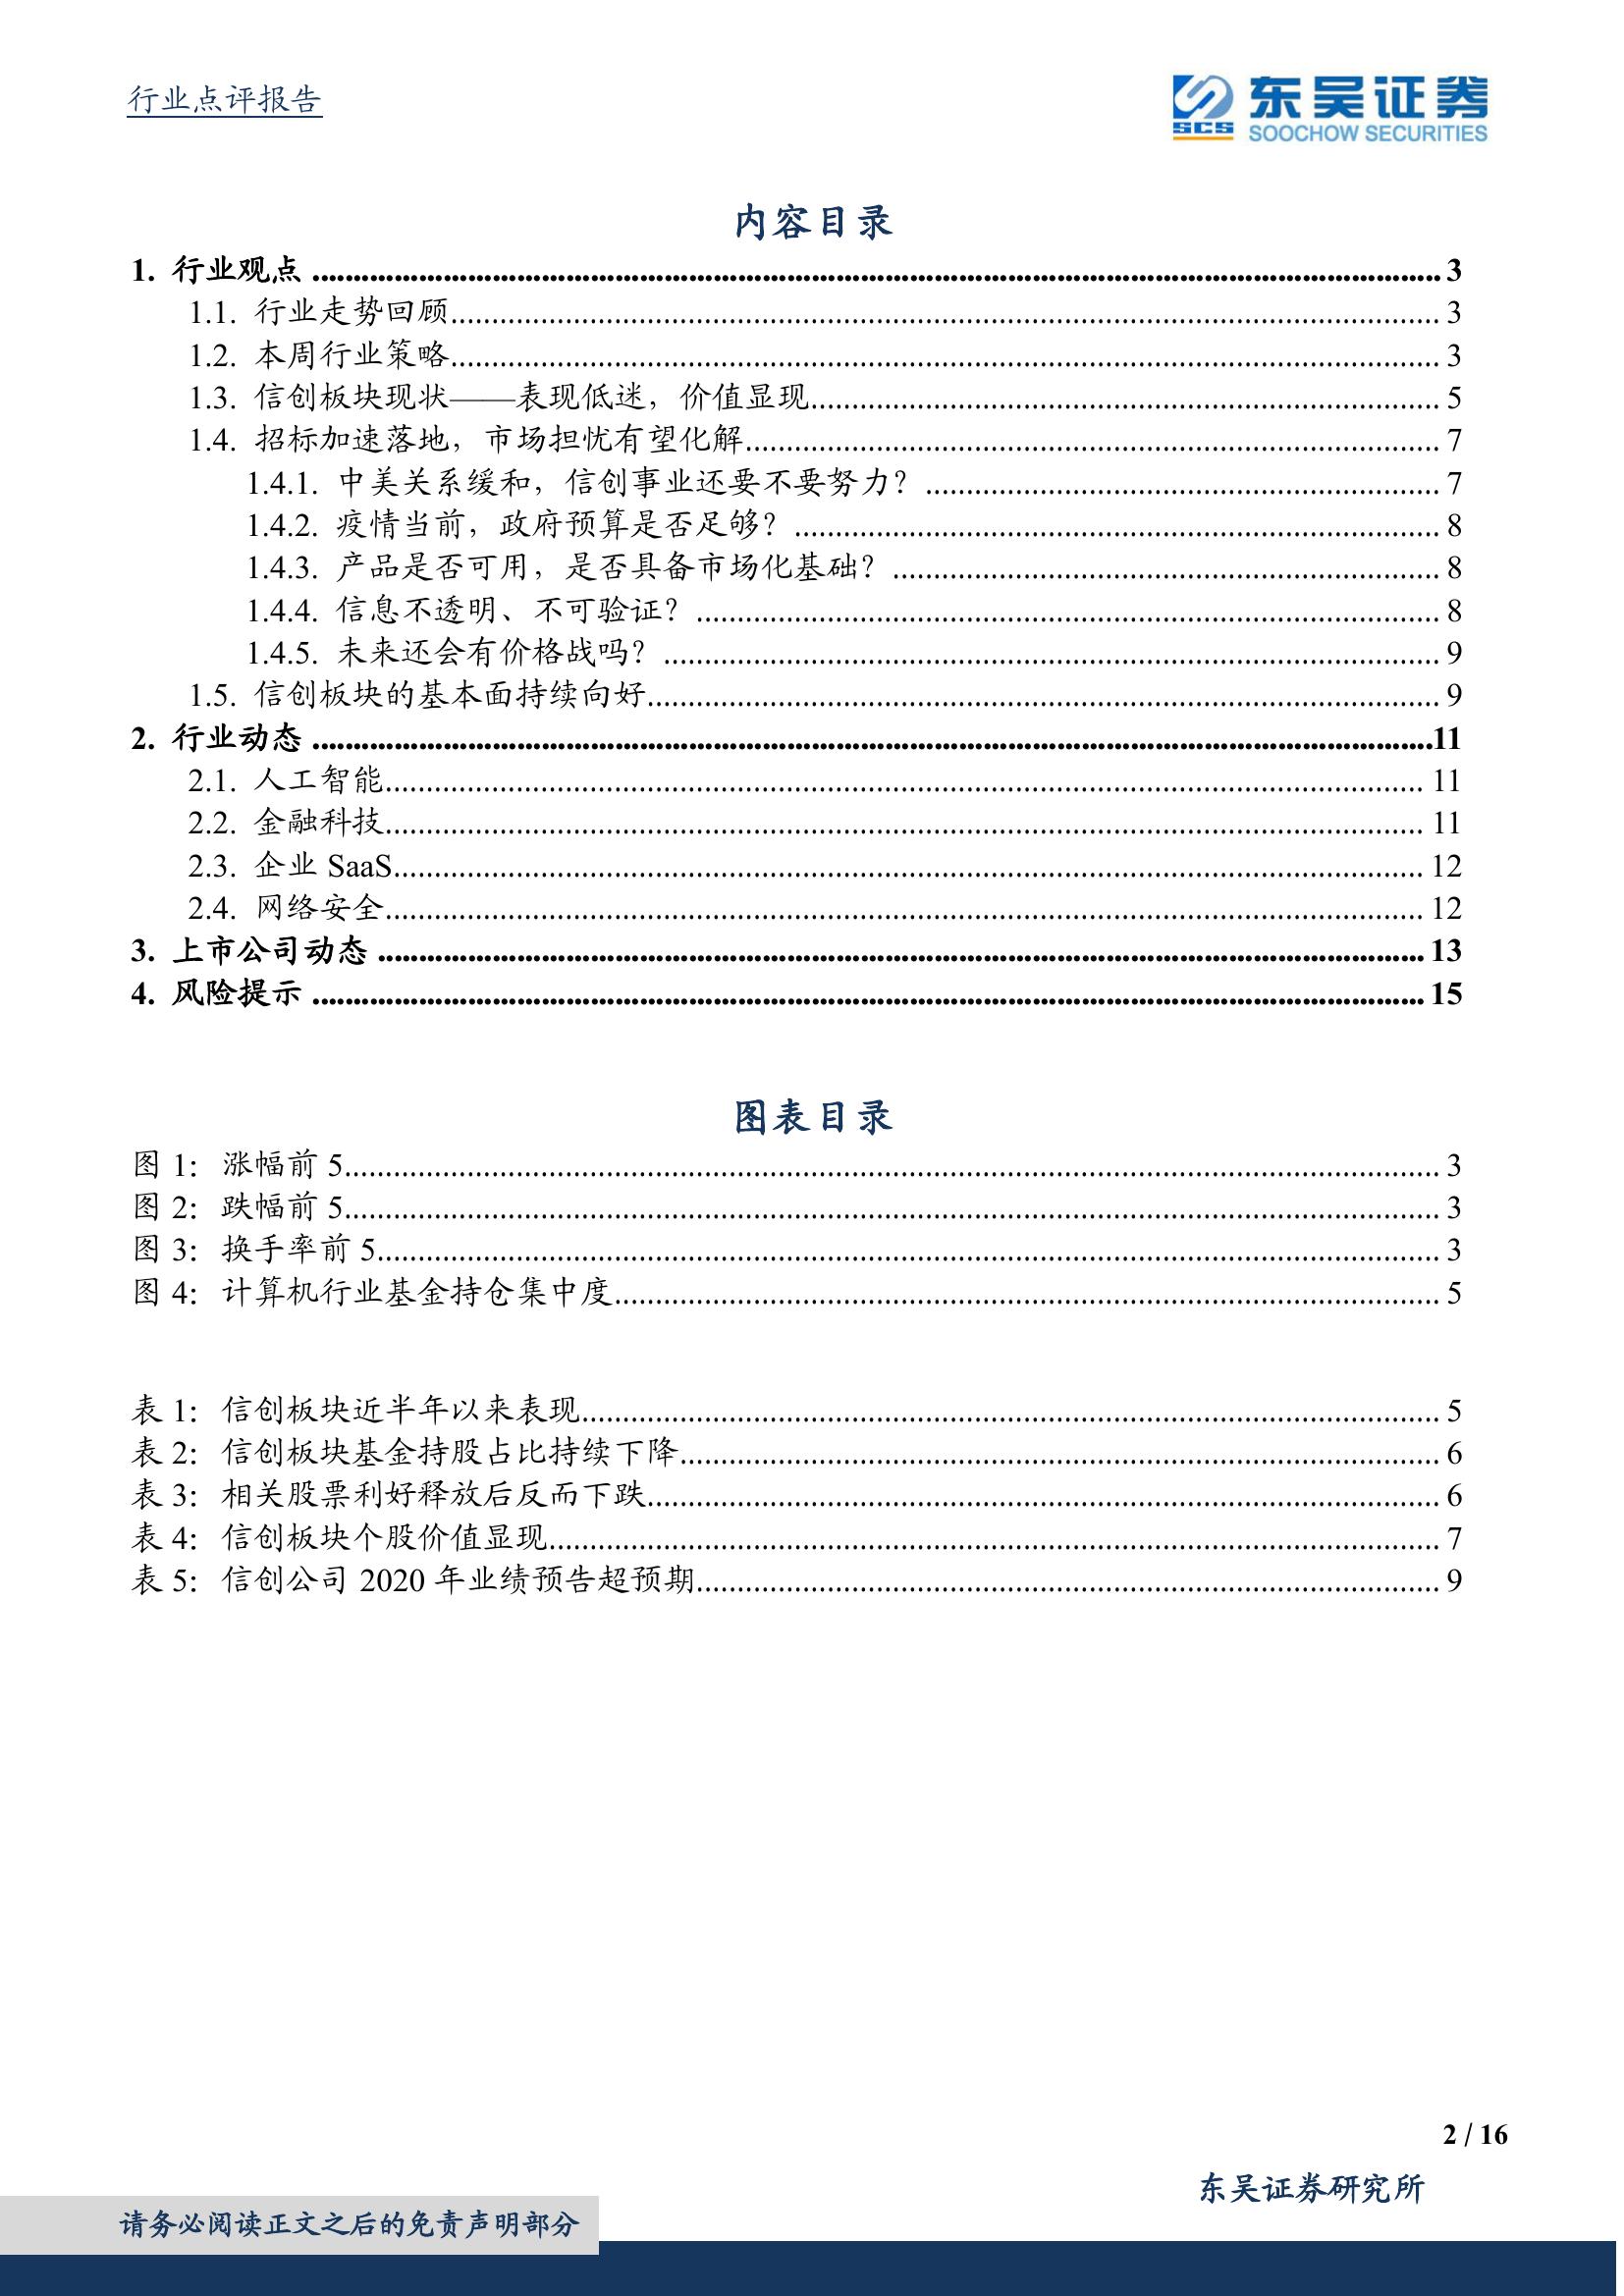 行业点评报告
东吴证券
SCS
SOOCHOW SECURITIES
内容目录
1. 行业观点 ........................................ 3
1.1. 行业走势回顾........................................ 3
1.2. 本周行业策略........................................ 3
1.3. 信创板块现状——表现低迷，价值显现........................................ 5
1.4. 招标加速落地，市场担忧有望化解........................................ 7
1.4.1. 中美关系缓和，信创事业还要不要努力？ ........................................ 7
1.4.2. 疫情当前，政府预算是否足够？ ........................................ 8
1.4.3. 产品是否可用，是否具备市场化基础？ ........................................ 8
1.4.4. 信息不透明、不可验证？ ........................................ 8
1.4.5. 未来还会有价格战吗？ ........................................ 9
1.5. 信创板块的基本面持续向好........................................ 9
2. 行业动态 ........................................11
2.1. 人工智能........................................ 11
2.2. 金融科技........................................ 11
2.3. 企业 SaaS........................................ 12
2.4. 网络安全........................................ 12
3. 上市公司动态 ........................................ 13
4. 风险提示 ........................................ 15
图表目录
图 1：涨幅前 5........................................ 3
图 2：跌幅前 5........................................ 3
图 3：换手率前 5........................................ 3
图 4：计算机行业基金持仓集中度........................................ 5
表 1：信创板块近半年以来表现........................................ 5
表 2：信创板块基金持股占比持续下降........................................ 6
表 3：相关股票利好释放后反而下跌........................................ 6
表 4：信创板块个股价值显现........................................ 7
表 5：信创公司 2020 年业绩预告超预期........................................ 9
2 / 16
东吴证券研究所
请务必阅读正文之后的免责声明部分